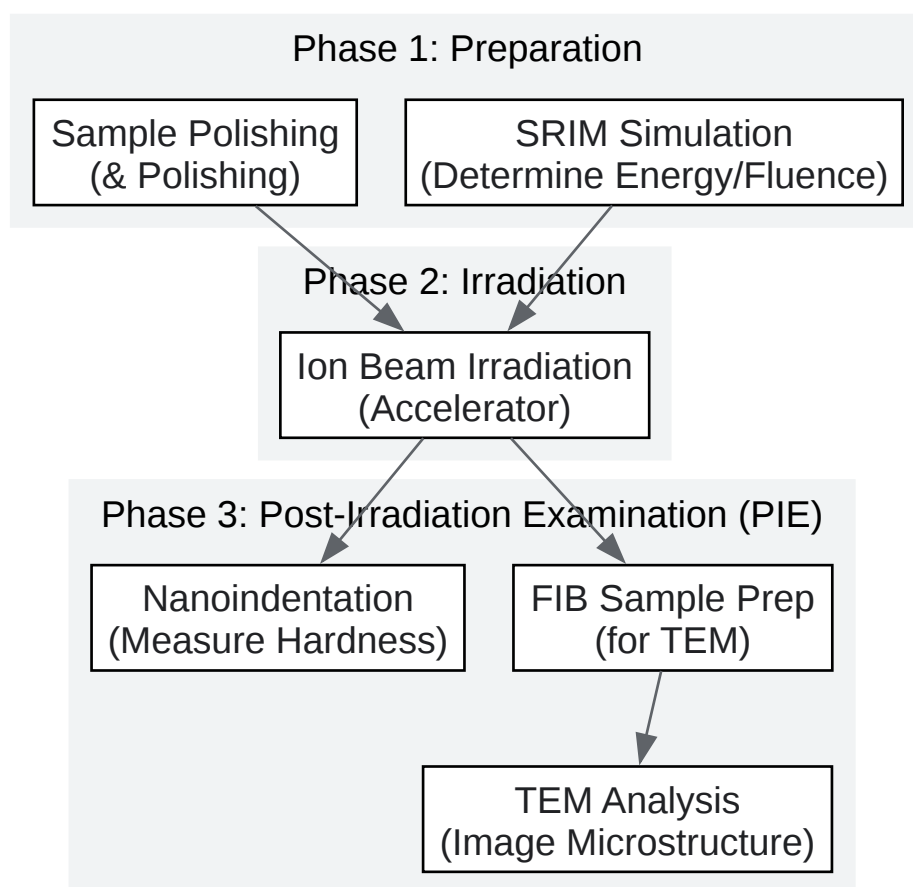 Phase 1: Preparation
Sample Polishing
(& Polishing)
SRIM Simulation
(Determine Energy/Fluence)
Phase 2: Irradiation
Ion Beam Irradiation
(Accelerator)
Phase 3: Post-Irradiation Examination (PIE)
Nanoindentation
(Measure Hardness)
FIB Sample Prep
(for TEM)
TEM Analysis
(Image Microstructure)